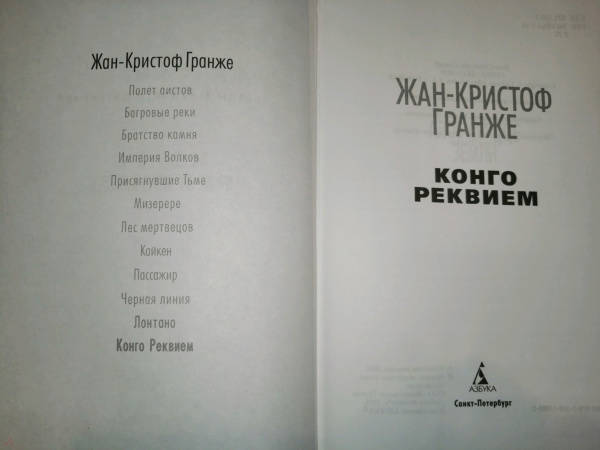 Жан-Кристоф Гранже
Полет аистов
Багровые реки
Братство камня
Империя Волков
Присягнувшие Тьме
Мизерере
Лес мертвецов
Кайкен
Пассажир
Черная линия
Лонтано
Конго Реквием
ЖАН-КРИСТОФ
ГРАНЖЕ
КОНГО
РЕКВИЕМ
АЗБУКА
Санкт-Петербург